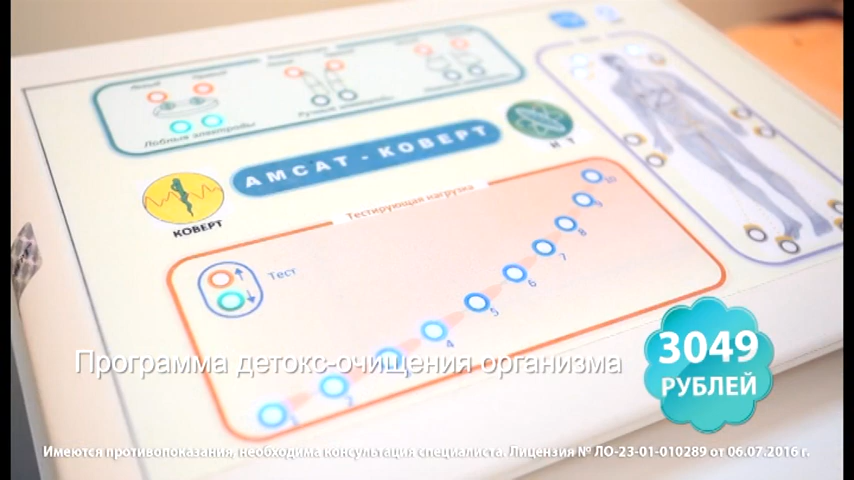 Лобные электроды
Ручные электроды
АМСАТ - КОВЕРТ
КОВЕРТ
Н Т
Тестирующая нагрузка
Тест
10
9
8
7
6
5
4
2
1
Программа детокс-очищения организма
3049
РУБЛЕЙ
Имеются противопоказания, необходима консультация специалиста. Лицензия № ЛО-23-01-010289 от 06.07.2016 г.